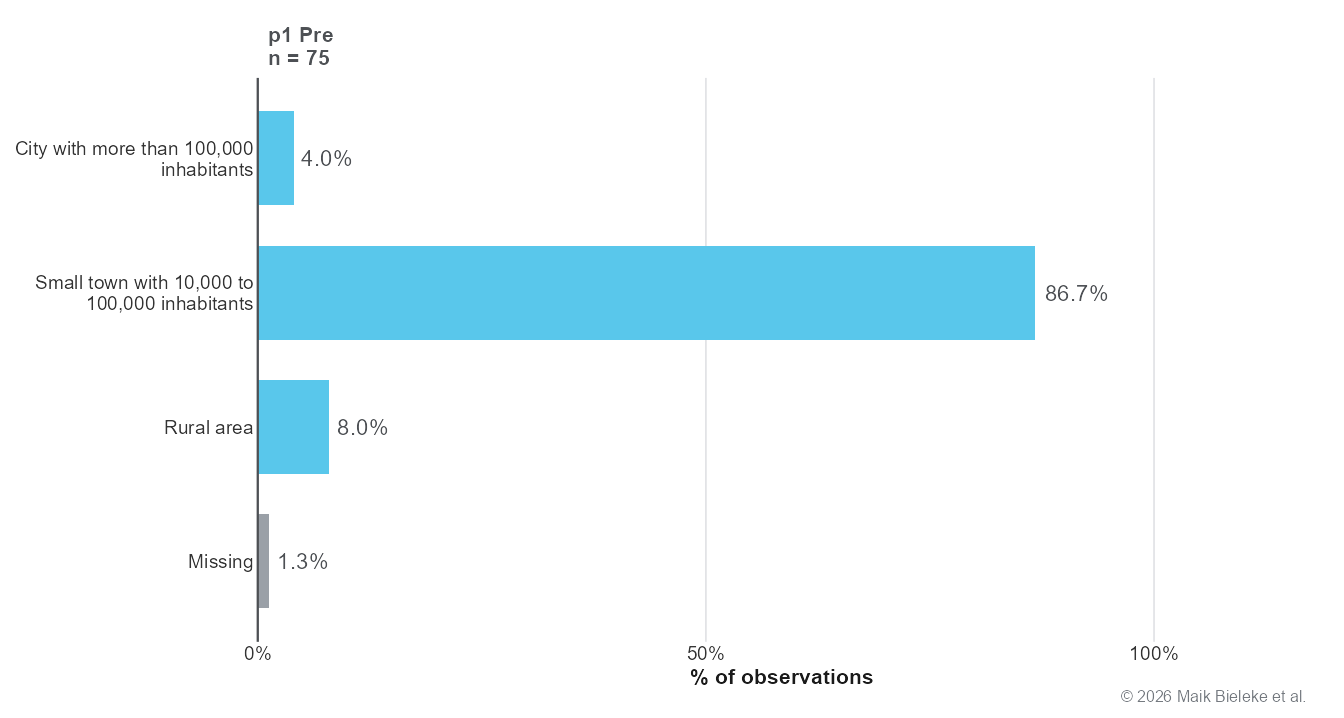 p1 Pre
n = 75
City with more than 100,000
inhabitants
4.0%
Small town with 10,000 to
100,000 inhabitants
86.7%
Rural area
8.0%
Missing
1.3%
0%
50%
100%
% of observations
© 2026 Maik Bieleke et al.